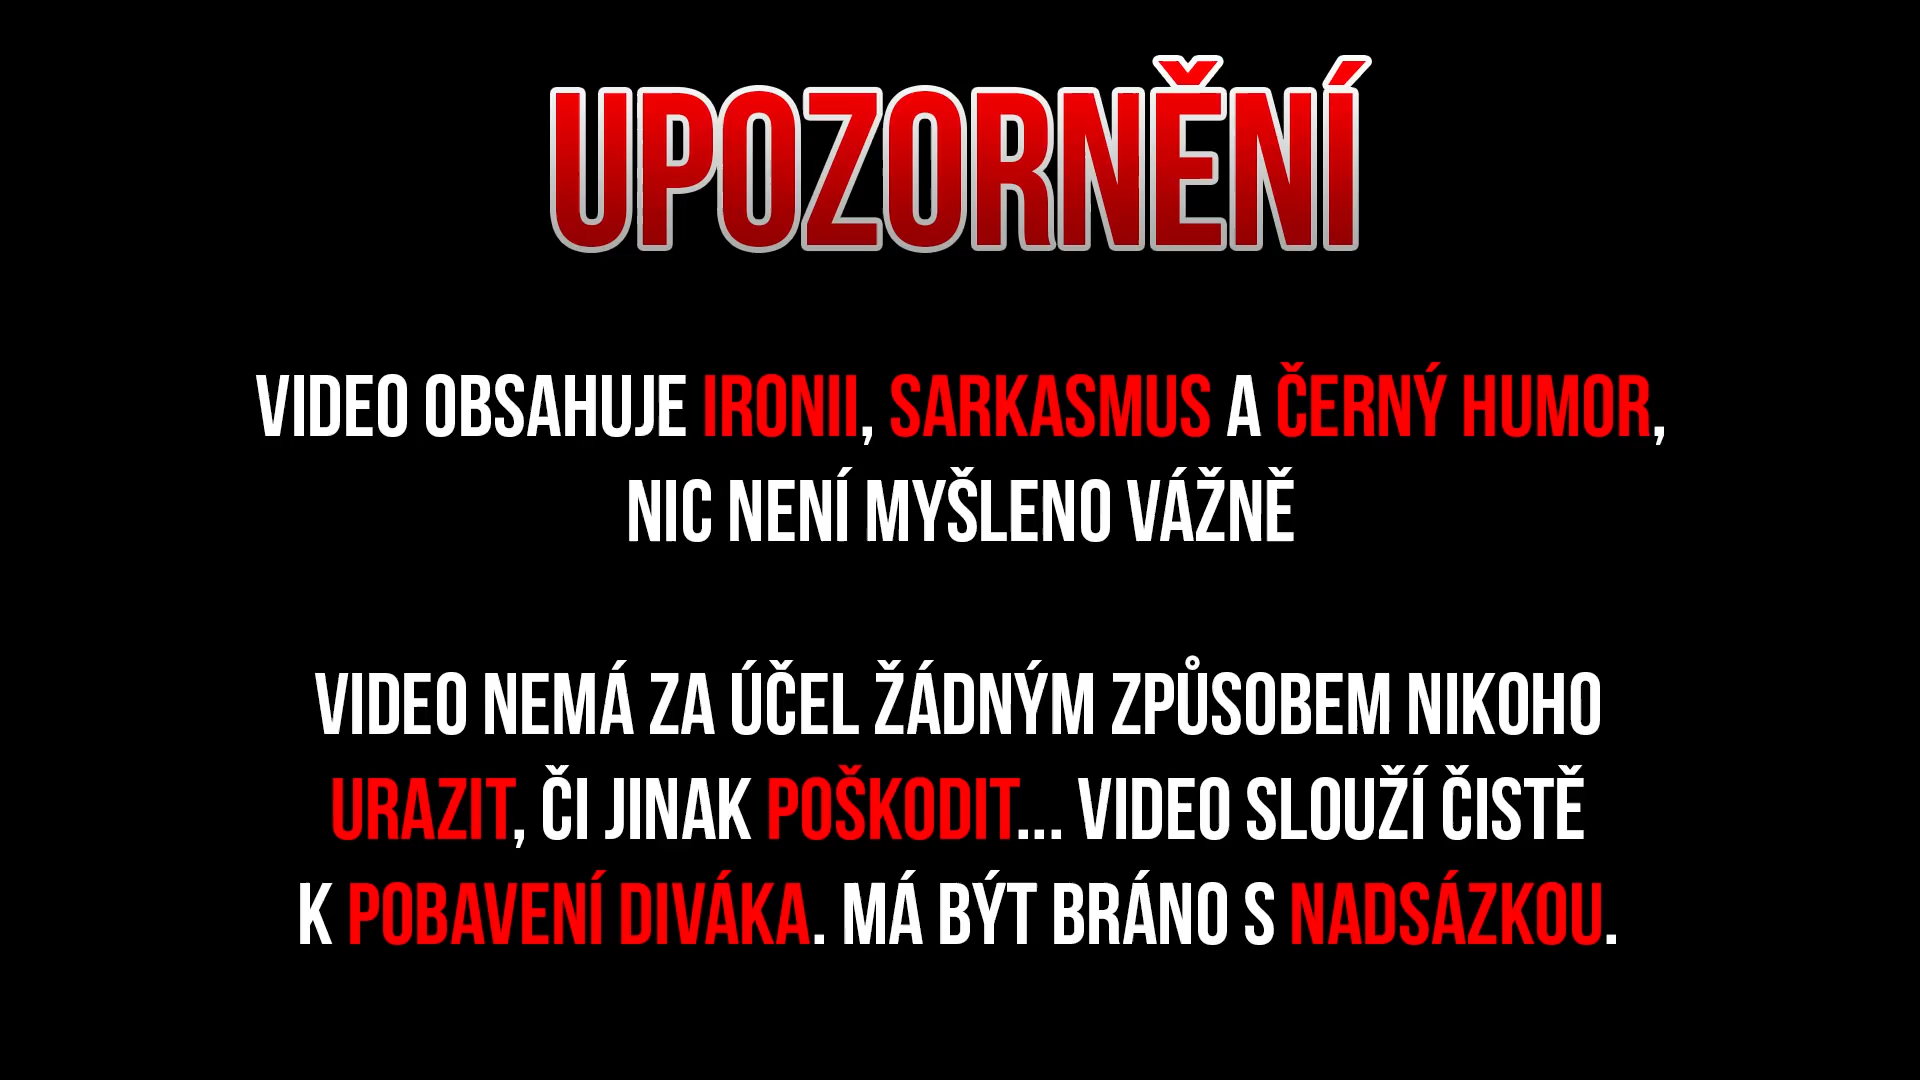 UPOZORNĚNÍ
VIDEO OBSAHUJE IRONII, SARKASMUS A ČERNÝ HUMOR,
NIC NENÍ MYŠLENO VÁŽNĚ
VIDEO NEMÁ ZA ÚČEL ŽÁDNÝM ZPŮSOBEM NIKOHO
URAZIT, ČI JINAK POŠKODIT... VIDEO SLOUŽÍ ČISTĚ
K POBAVENÍ DIVÁKA. MÁ BÝT BRÁNO S NADSÁZKOU.